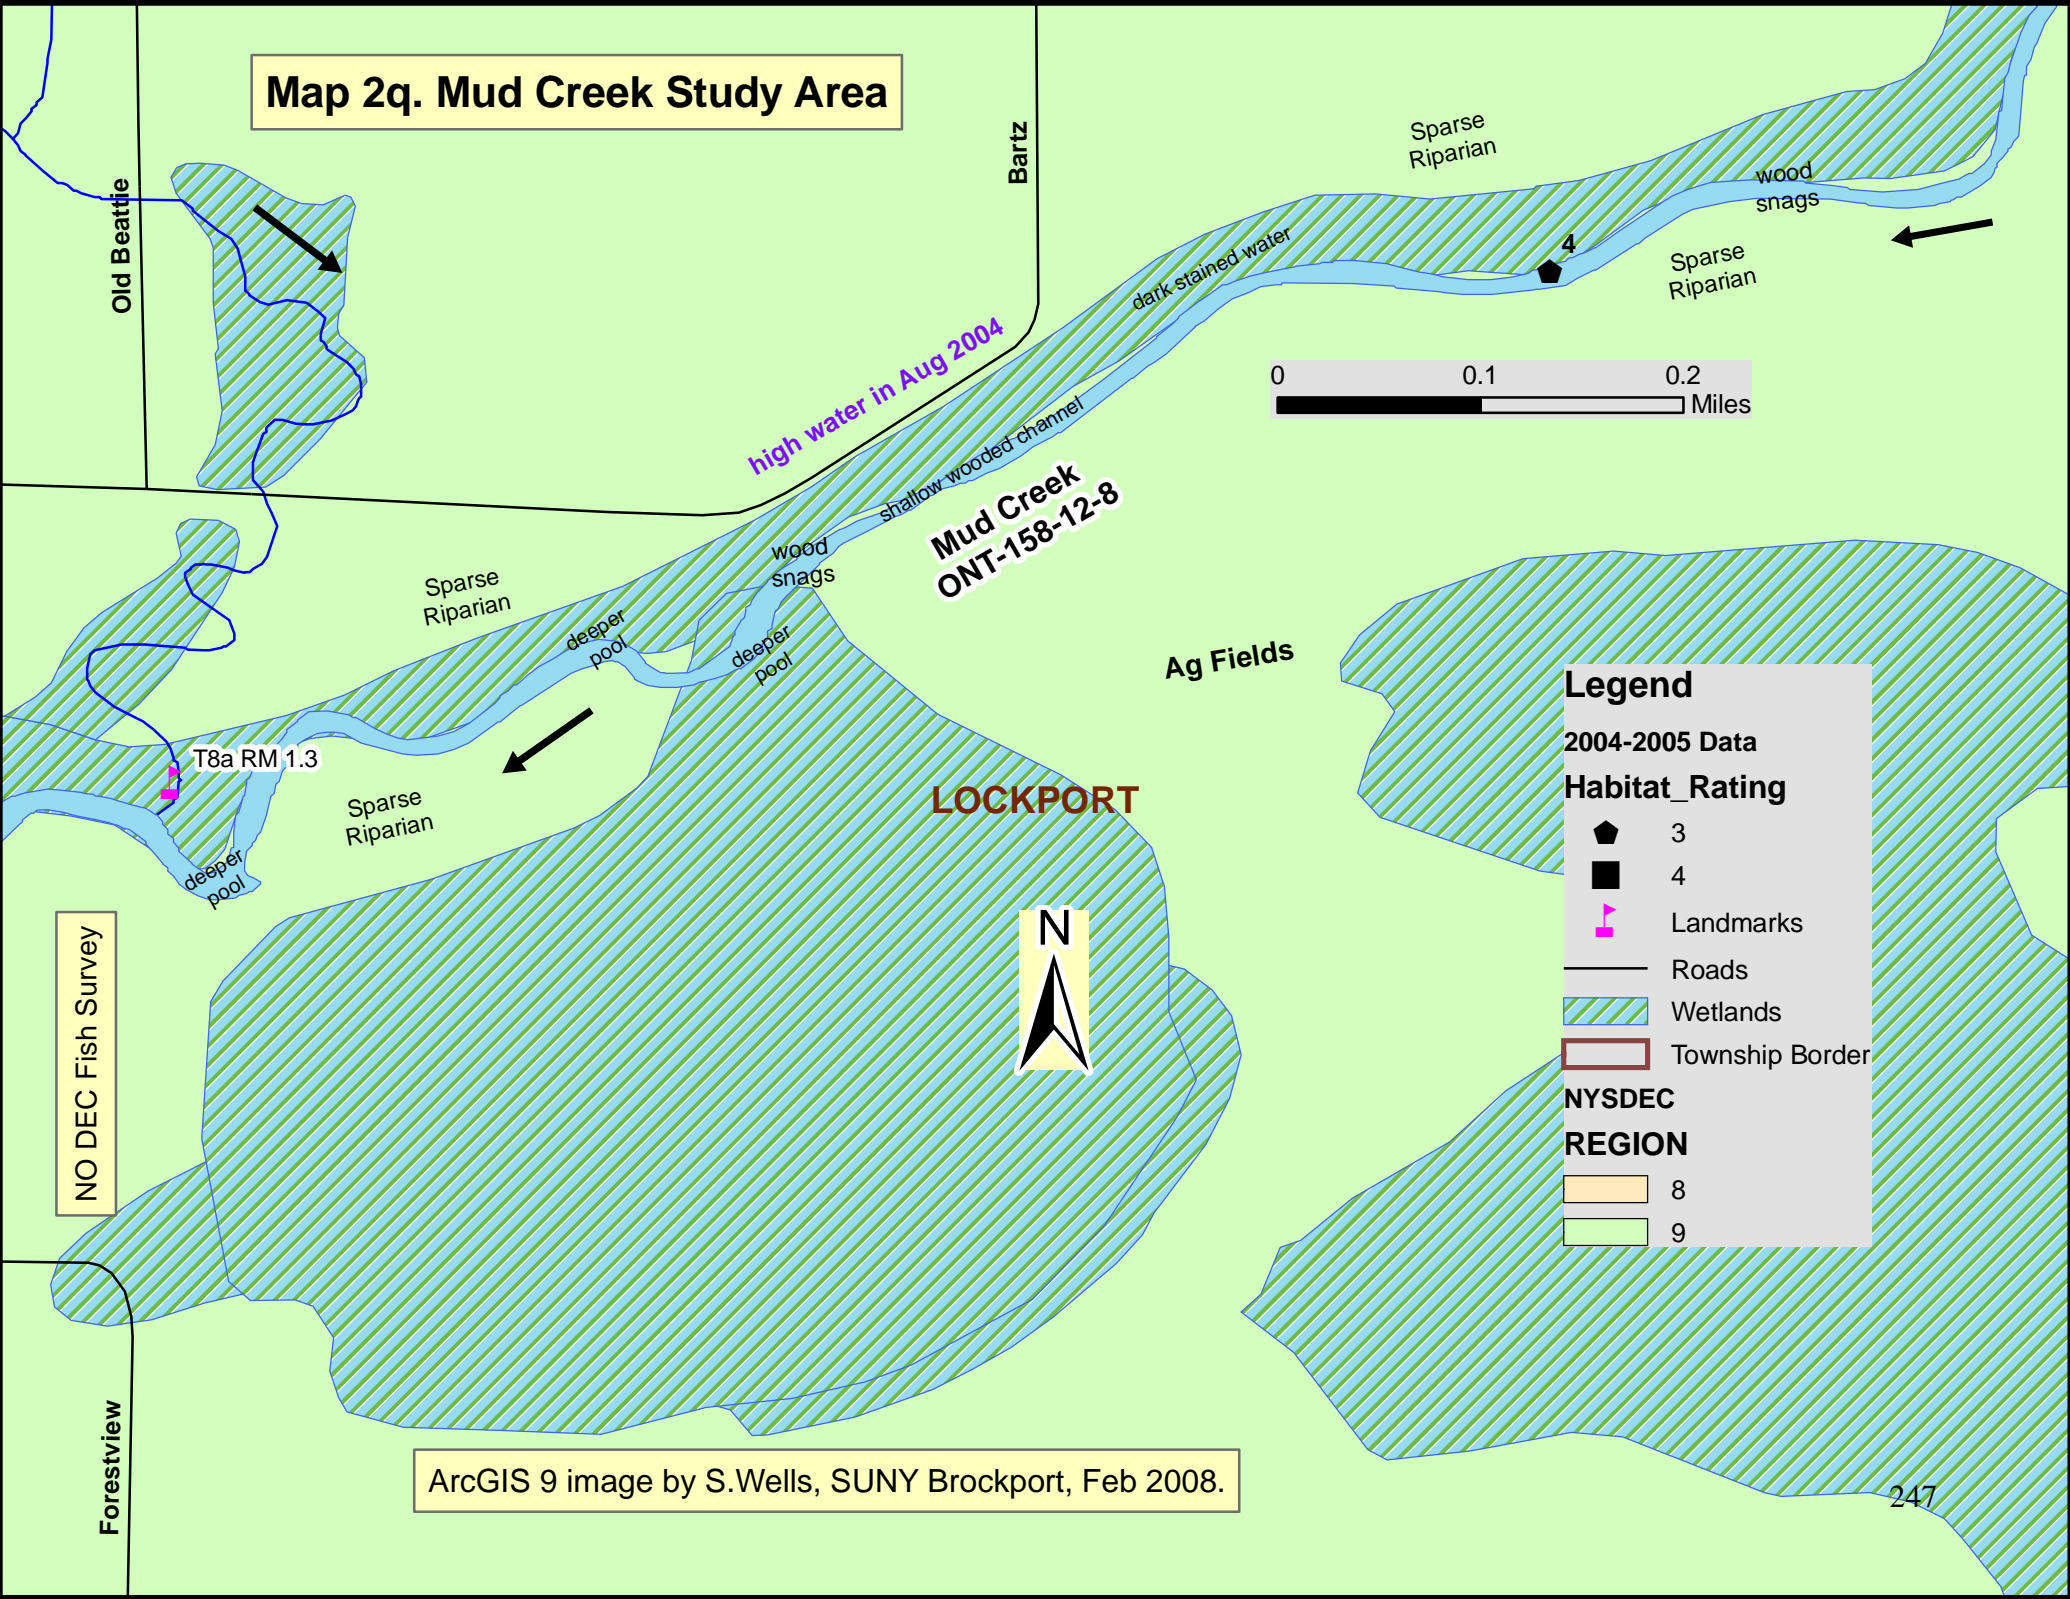 Map 2q. Mud Creek Study Area
Bartz
Old Beattie
Sparse
Riparian
wood
snags
4
Sparse
Riparian
dark stained water
high water in Aug 2004
0 0.1 0.2
Miles
shallow wooded channel
Mud Creek
ONT-158-12-8
wood
snags
Sparse
Riparian
deeper
pool
deeper
pool
Ag Fields
T8a RM 1.3
Sparse
Riparian
LOCKPORT
deeper
pool
N
NO DEC Fish Survey
Legend
2004-2005 Data
Habitat_Rating
3
4
Landmarks
Roads
Wetlands
Township Border
NYSDEC
REGION
8
9
Forestview
ArcGIS 9 image by S.Wells, SUNY Brockport, Feb 2008.
247